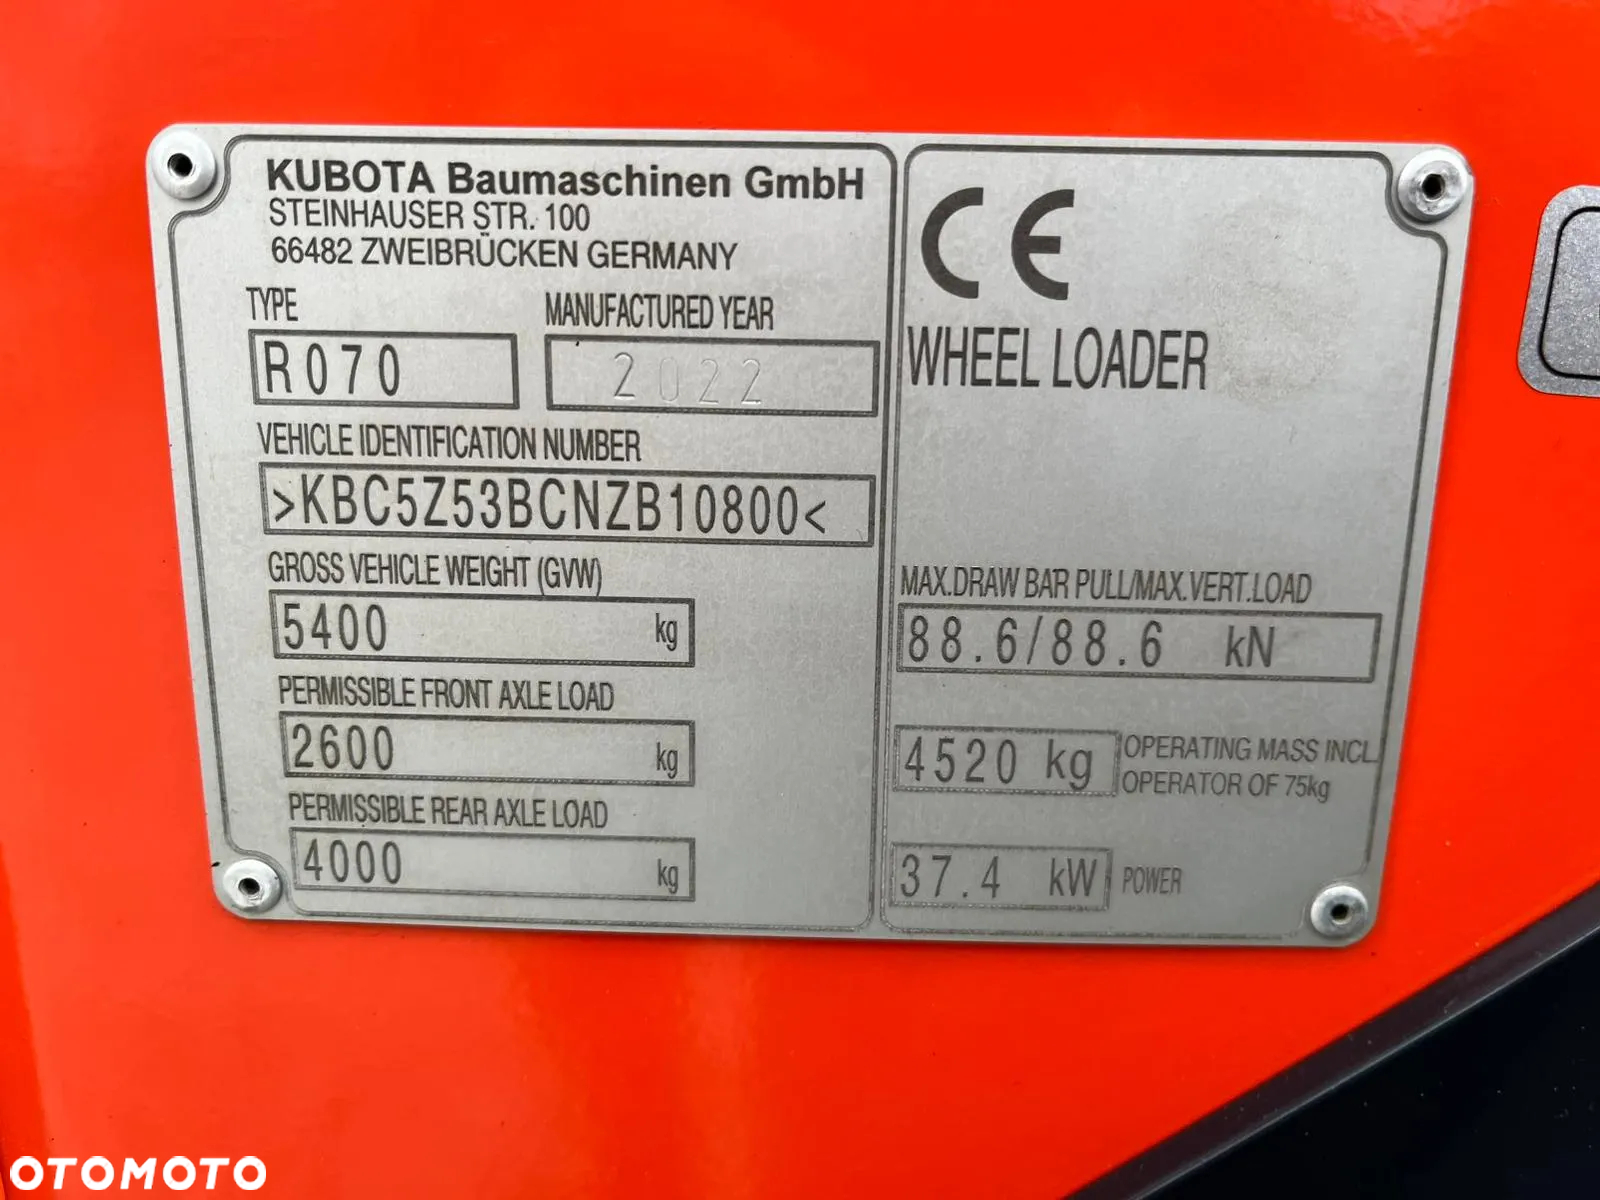 KUBOTA Baumaschinen GmbH
STEINHAUSER STR. 100
66482 ZWEIBRÜCKEN GERMANY
TYPE
R070
MANUFACTURED YEAR
2022
VEHICLE IDENTIFICATION NUMBER
>KBC5Z53BCNZB10800<
GROSS VEHICLE WEIGHT (GVW)
5400 kg
PERMISSIBLE FRONT AXLE LOAD
2600 kg
PERMISSIBLE REAR AXLE LOAD
4000 kg
CE
WHEEL LOADER
MAX.DRAW BAR PULL/MAX.VERT.LOAD
88.6/88.6 kN
4520 kg
OPERATING MASS INCL.
OPERATOR OF 75kg
37.4 kW POWER
OTOMOTO